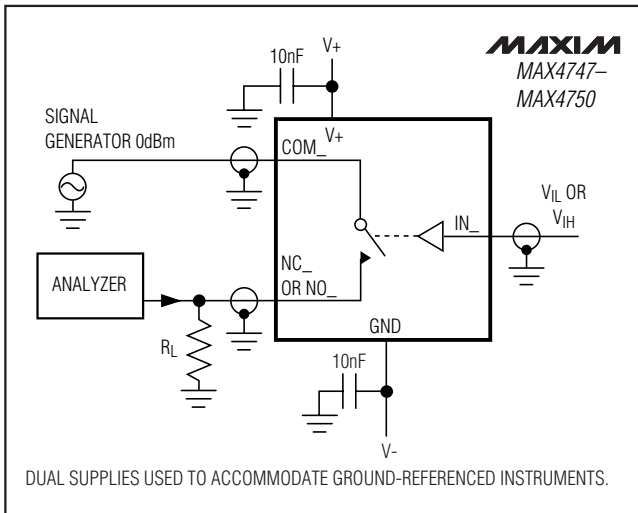 MAXIM
MAX4747–
MAX4750
V+
10nF
SIGNAL
GENERATOR 0dBm
V+
COM_
V_IL OR
V_IH
IN_
NC_
OR NO_
ANALYZER
GND
R_L
10nF
V-
DUAL SUPPLIES USED TO ACCOMMODATE GROUND-REFERENCED INSTRUMENTS.